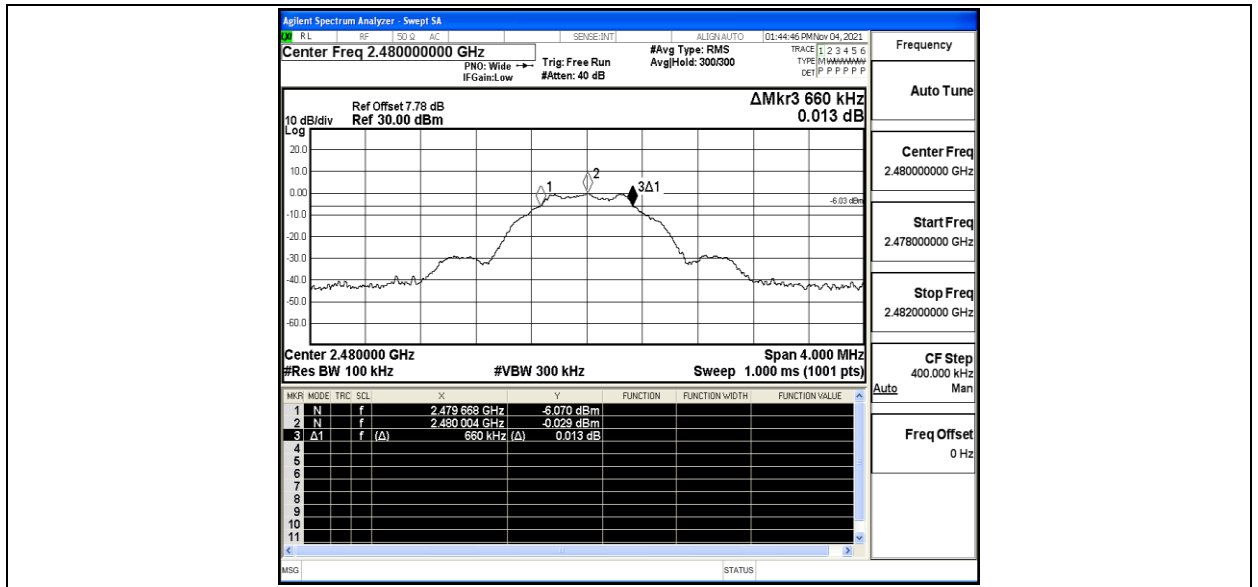 Agilent Spectrum Analyzer - Swept SA
RL RF 50 Ω AC SENSE:INT ALIGN AUTO 01:44:46 PM Nov 04, 2021
Center Freq 2.480000000 GHz
PNO: Wide
IFGain:Low
Trig: Free Run
#Atten: 40 dB
#Avg Type: RMS
Avg|Hold: 300/300
TRACE 1 2 3 4 5 6
TYPE M
DET P P P P P P
ΔMkr3 660 kHz
0.013 dB
Ref Offset 7.78 dB
10 dB/div Ref 30.00 dBm
Log
20.0
10.0
0.00
-10.0
-20.0
-30.0
-40.0
-50.0
-60.0
1
2
3Δ1
-6.03 dBm
Center 2.480000 GHz Span 4.000 MHz
#Res BW 100 kHz #VBW 300 kHz Sweep 1.000 ms (1001 pts)
MKR MODE TRC SCL X Y FUNCTION FUNCTION WIDTH FUNCTION VALUE
1 N f 2.479 668 GHz -6.070 dBm
2 N f 2.480 004 GHz -0.029 dBm
3 Δ1 f (Δ) 660 kHz (Δ) 0.013 dB
4
5
6
7
8
9
10
11
MSG STATUS
Frequency
Auto Tune
Center Freq
2.480000000 GHz
Start Freq
2.478000000 GHz
Stop Freq
2.482000000 GHz
CF Step
400.000 kHz
Auto Man
Freq Offset
0 Hz